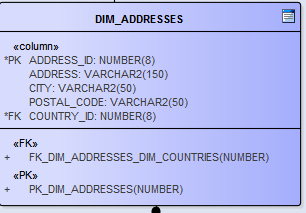 DIM_ADDRESSES
«column»
*PK ADDRESS_ID: NUMBER(8)
ADDRESS: VARCHAR2(150)
CITY: VARCHAR2(50)
POSTAL_CODE: VARCHAR2(50)
*FK COUNTRY_ID: NUMBER(8)
«FK»
+ FK_DIM_ADDRESSES_DIM_COUNTRIES(NUMBER)
«PK»
+ PK_DIM_ADDRESSES(NUMBER)